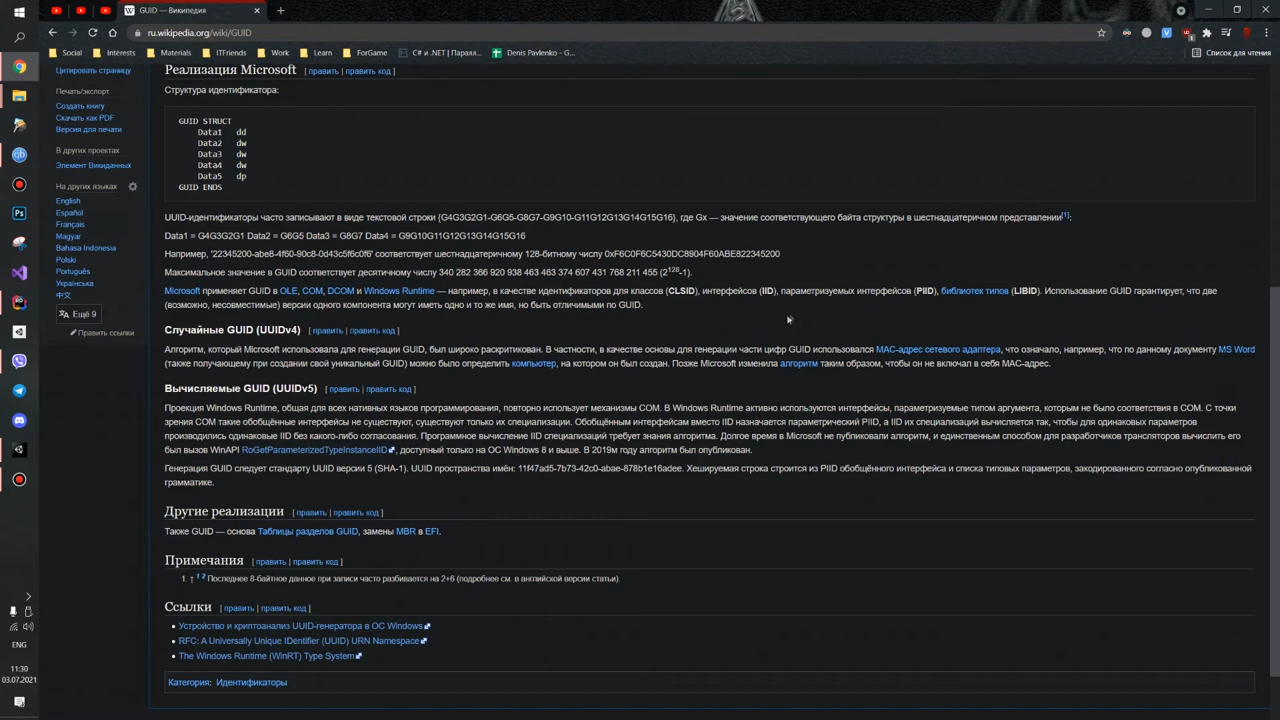 GUID — Википедия
ru.wikipedia.org/wiki/GUID
Social Interests Materials ITFriends Work Learn ForGame C# и .NET | Паралл... Denis Pavlenko - G... Список для чтения
Цитировать страницу
Печать/экспорт
Создать книгу
Скачать как PDF
Версия для печати
В других проектах
Элемент Викиданных
На других языках
English
Español
Français
Magyar
Bahasa Indonesia
Polski
Português
Українська
中文
Ещё 9
Править ссылки
Реализация Microsoft [ править | править код ]
Структура идентификатора:
GUID STRUCT
Data1 dd
Data2 dw
Data3 dw
Data4 dw
Data5 dp
GUID ENDS
UUID-идентификаторы часто записывают в виде текстовой строки {G4G3G2G1-G6G5-G8G7-G9G10-G11G12G13G14G15G16}, где Gx — значение соответствующего байта структуры в шестнадцатеричном представлении[1]:
Data1 = G4G3G2G1 Data2 = G6G5 Data3 = G8G7 Data4 = G9G10G11G12G13G14G15G16
Например, '22345200-abe8-4f60-90c8-0d43c5f6c0f6' соответствует шестнадцатеричному 128-битному числу 0xF6C0F6C5430DC8904F60ABE822345200
Максимальное значение в GUID соответствует десятичному числу 340 282 366 920 938 463 463 374 607 431 768 211 455 (2128-1).
Microsoft применяет GUID в OLE, COM, DCOM и Windows Runtime — например, в качестве идентификаторов для классов (CLSID), интерфейсов (IID), параметризуемых интерфейсов (PIID), библиотек типов (LIBID). Использование GUID гарантирует, что две
(возможно, несовместимые) версии одного компонента могут иметь одно и то же имя, но быть отличимыми по GUID.
Случайные GUID (UUIDv4) [ править | править код ]
Алгоритм, который Microsoft использовала для генерации GUID, был широко раскритикован. В частности, в качестве основы для генерации части цифр GUID использовался MAC-адрес сетевого адаптера, что означало, например, что по данному документу MS Word
(также получающему при создании свой уникальный GUID) можно было определить компьютер, на котором он был создан. Позже Microsoft изменила алгоритм таким образом, чтобы он не включал в себя MAC-адрес.
Вычисляемые GUID (UUIDv5) [ править | править код ]
Проекция Windows Runtime, общая для всех нативных языков программирования, повторно использует механизмы COM. В Windows Runtime активно используются интерфейсы, параметризуемые типом аргумента, которым не было соответствия в COM. С точки
зрения COM такие обобщённые интерфейсы не существуют, существуют только их специализации. Обобщённым интерфейсам вместо IID назначается параметрический PIID, а IID их специализаций вычисляется так, чтобы для одинаковых параметров
производились одинаковые IID без какого-либо согласования. Программное вычисление IID специализаций требует знания алгоритма. Долгое время в Microsoft не публиковали алгоритм, и единственным способом для разработчиков трансляторов вычислить его
был вызов WinAPI RoGetParameterizedTypeInstanceIID, доступный только на ОС Windows 8 и выше. В 2019м году алгоритм был опубликован.
Генерация GUID следует стандарту UUID версии 5 (SHA-1). UUID пространства имён: 11f47ad5-7b73-42c0-abae-878b1e16adee. Хешируемая строка строится из PIID обобщённого интерфейса и списка типовых параметров, закодированного согласно опубликованной
грамматике.
Другие реализации [ править | править код ]
Также GUID — основа Таблицы разделов GUID, замены MBR в EFI.
Примечания [ править | править код ]
1. ↑ 1 2 Последнее 8-байтное данное при записи часто разбивается на 2+6 (подробнее см. в английской версии статьи).
Ссылки [ править | править код ]
Устройство и криптоанализ UUID-генератора в ОС Windows
RFC: A Universally Unique IDentifier (UUID) URN Namespace
The Windows Runtime (WinRT) Type System
Категория: Идентификаторы
ENG
11:30
03.07.2021